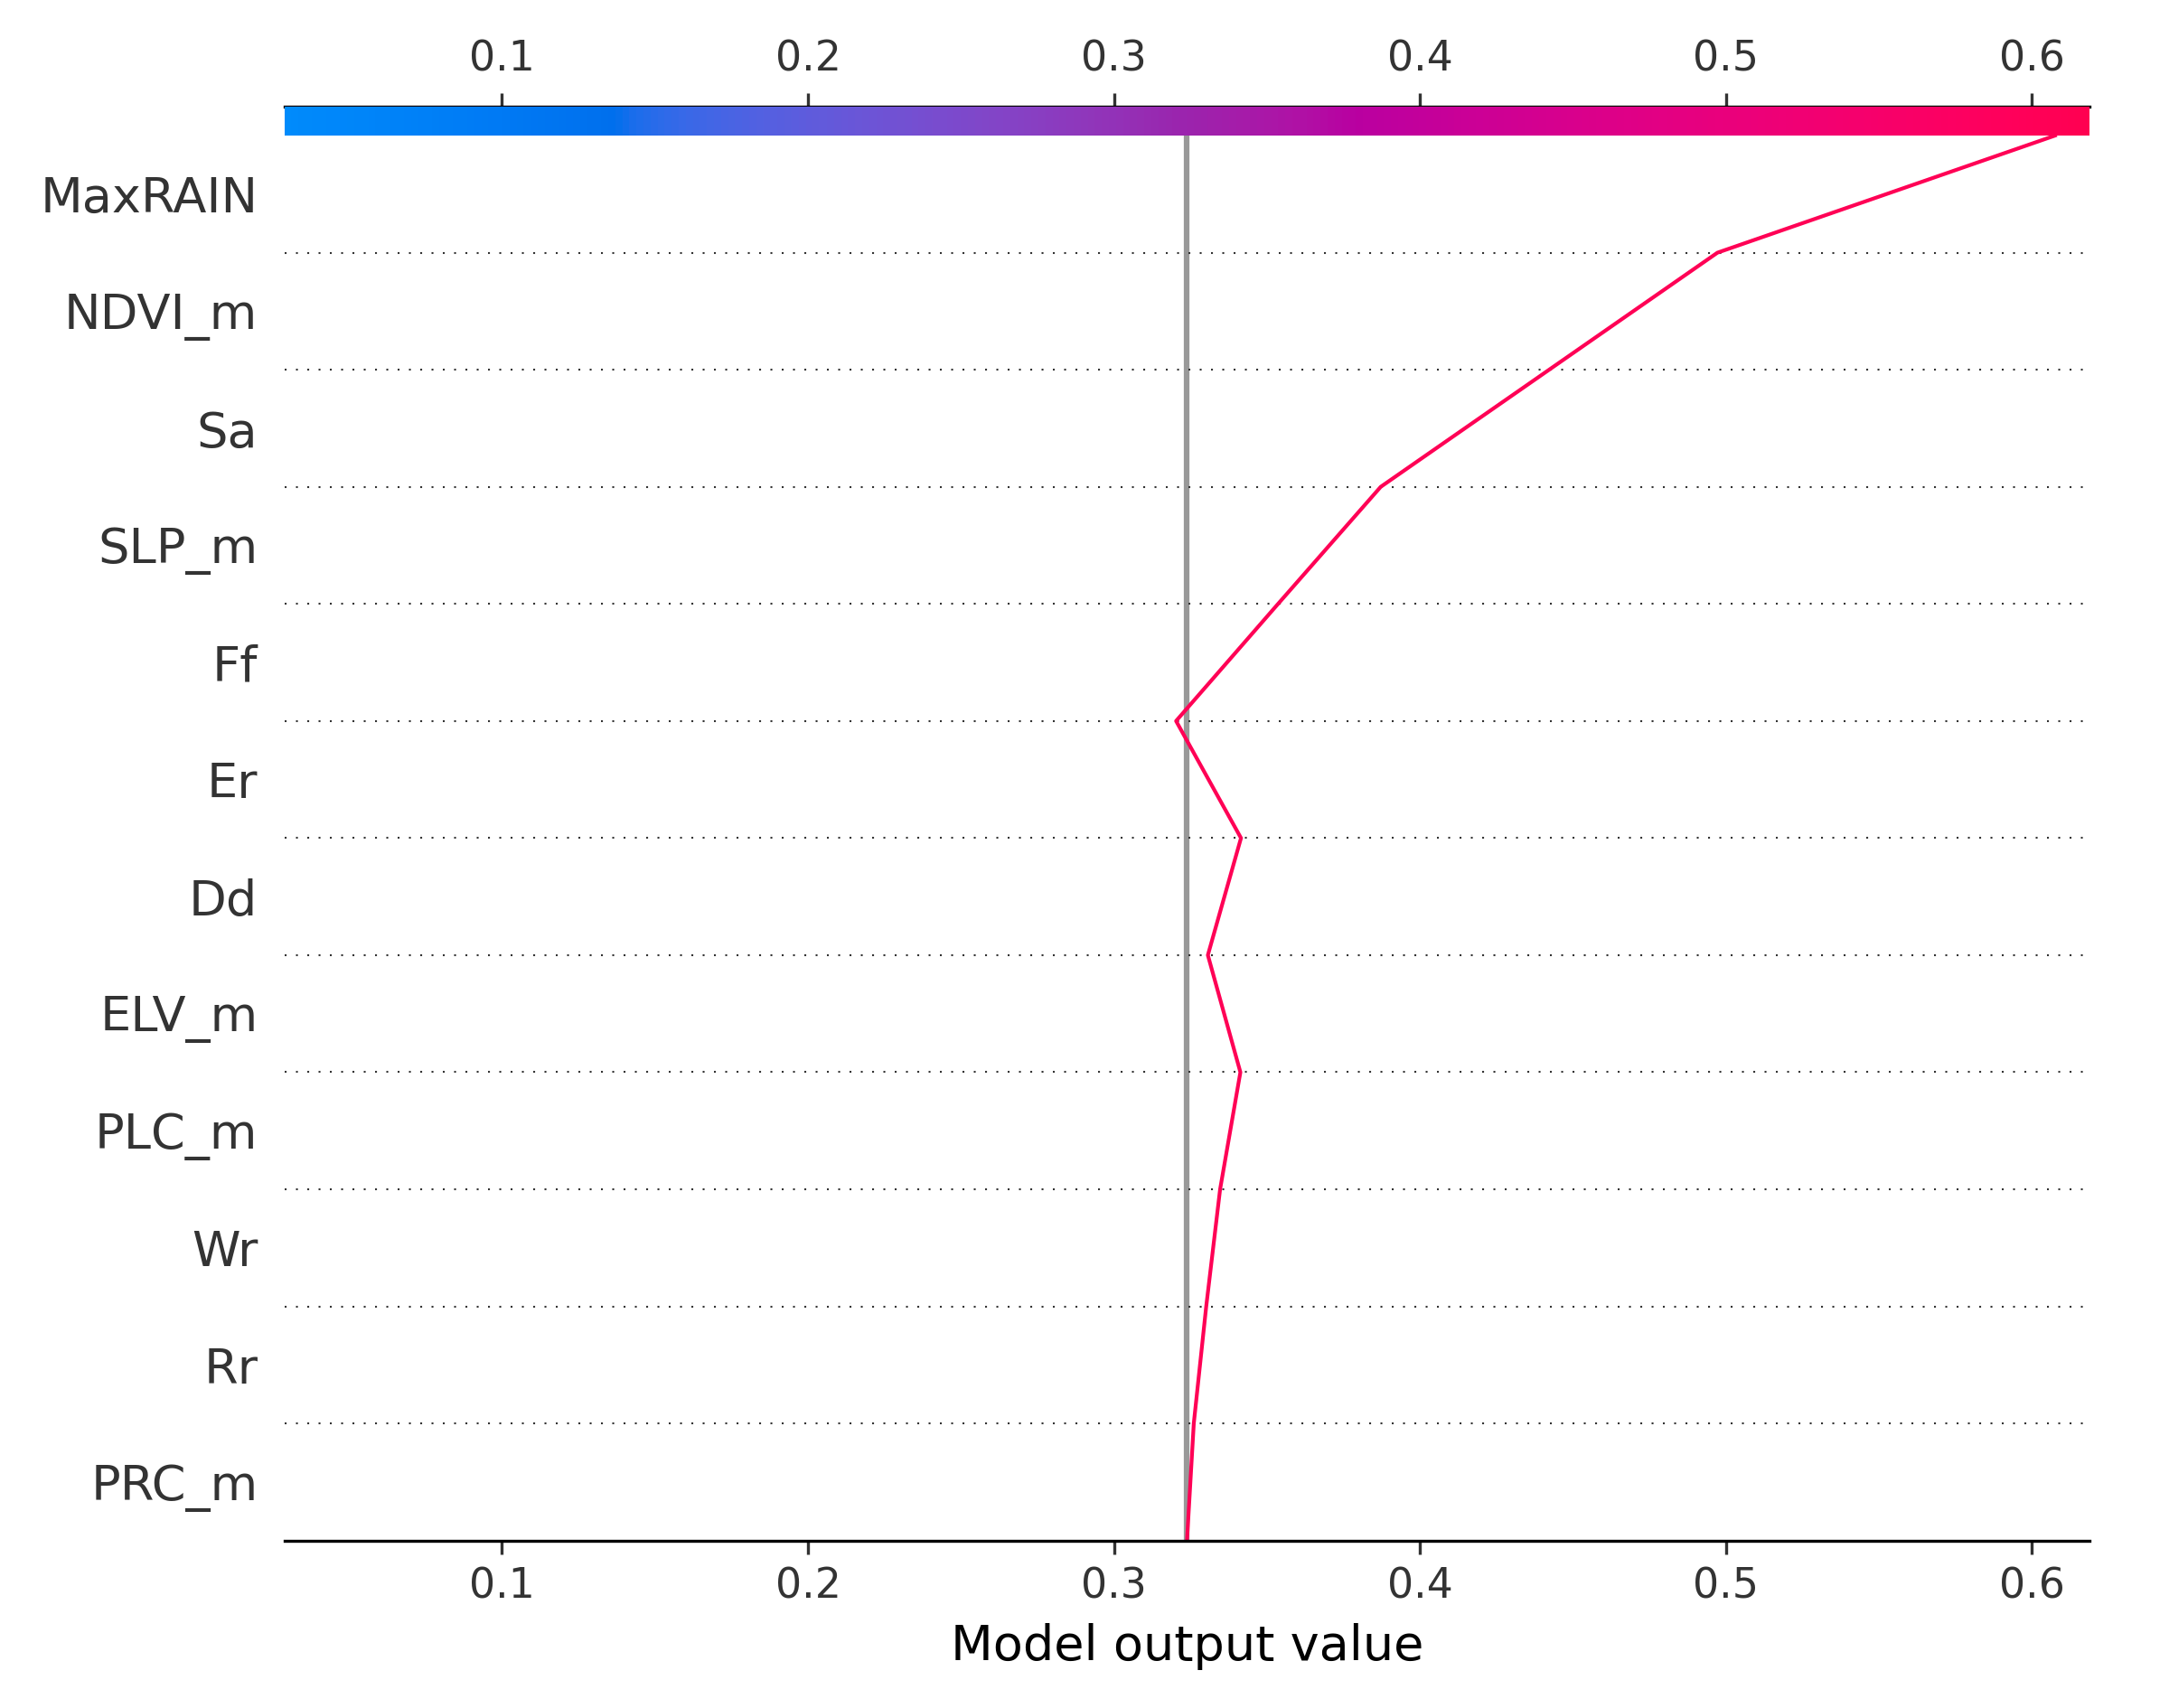 0.1 0.2 0.3 0.4 0.5 0.6
MaxRAIN
NDVI_m
Sa
SLP_m
Ff
Er
Dd
ELV_m
PLC_m
Wr
Rr
PRC_m
0.1 0.2 0.3 0.4 0.5 0.6
Model output value